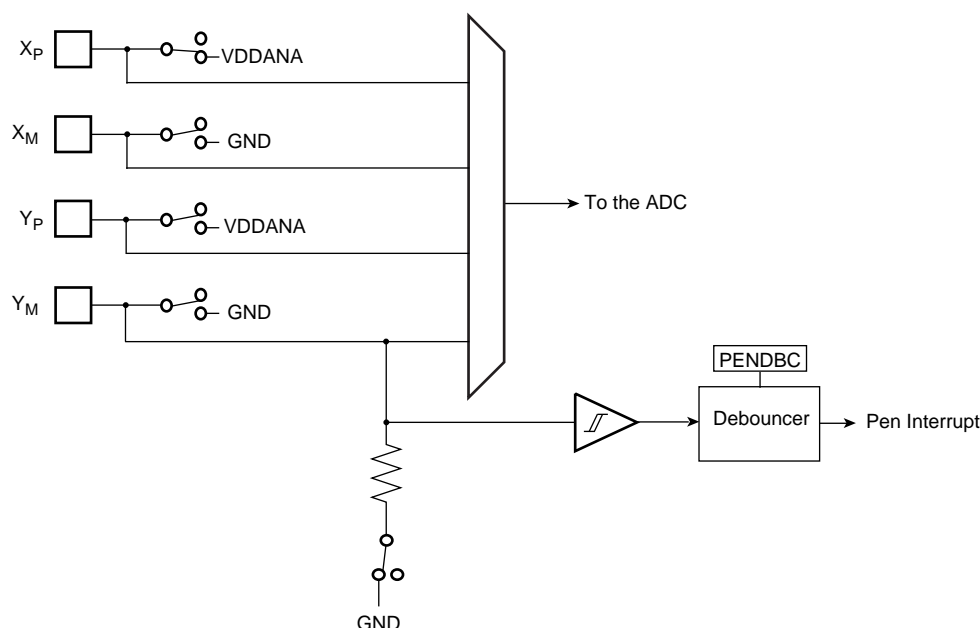 XP
VDDANA
XM
GND
YP
VDDANA
To the ADC
YM
GND
PENDBC
Debouncer
Pen Interrupt
GND